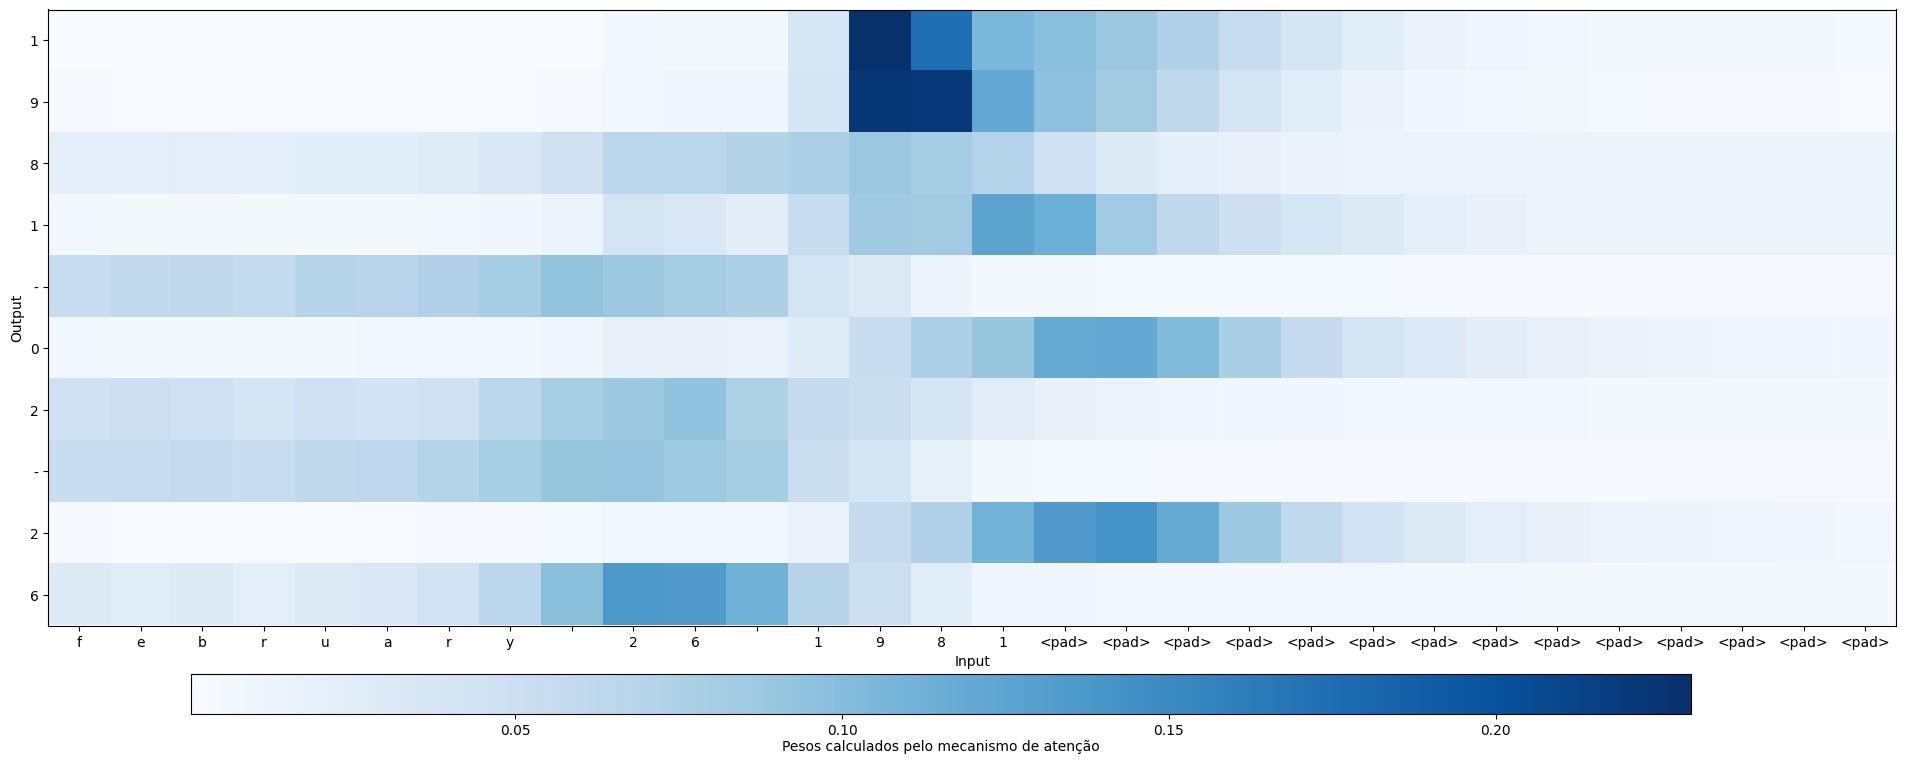 1
9
8
1
-
0
2
-
2
6
Output
f e b r u a r y 2 6 1 9 8 1 <pad> <pad> <pad> <pad> <pad> <pad> <pad> <pad> <pad> <pad> <pad> <pad> <pad> <pad>
Input
0.05 0.10 0.15 0.20
Pesos calculados pelo mecanismo de atenção